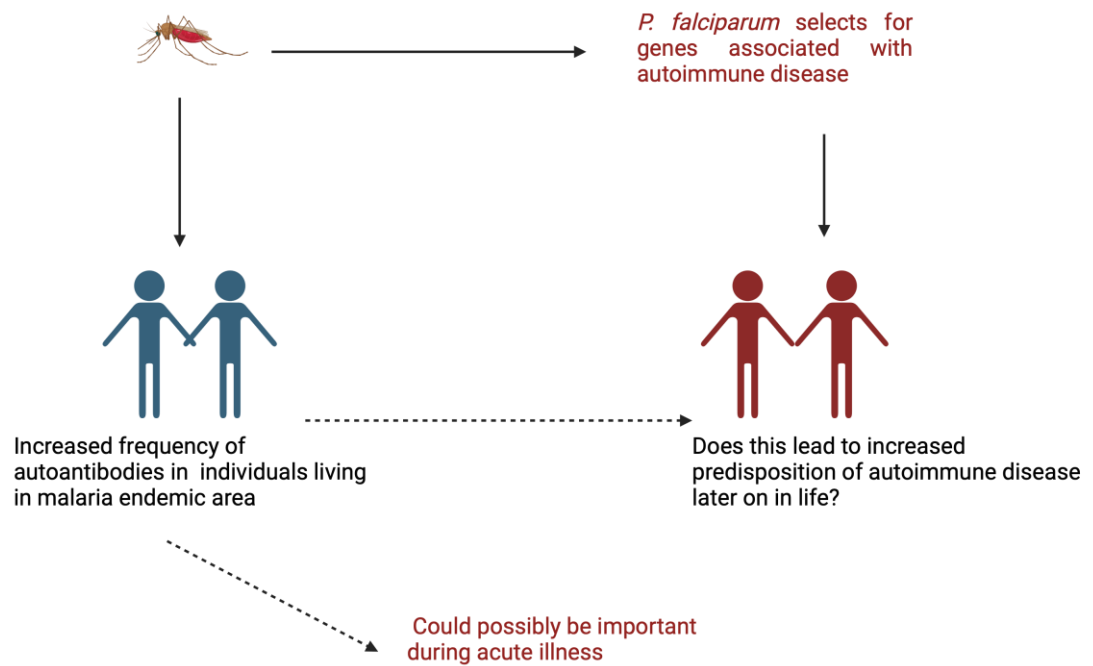 P. falciparum selects for
genes associated with
autoimmune disease
Increased frequency of
autoantibodies in individuals living
in malaria endemic area
Does this lead to increased
predisposition of autoimmune disease
later on in life?
Could possibly be important
during acute illness